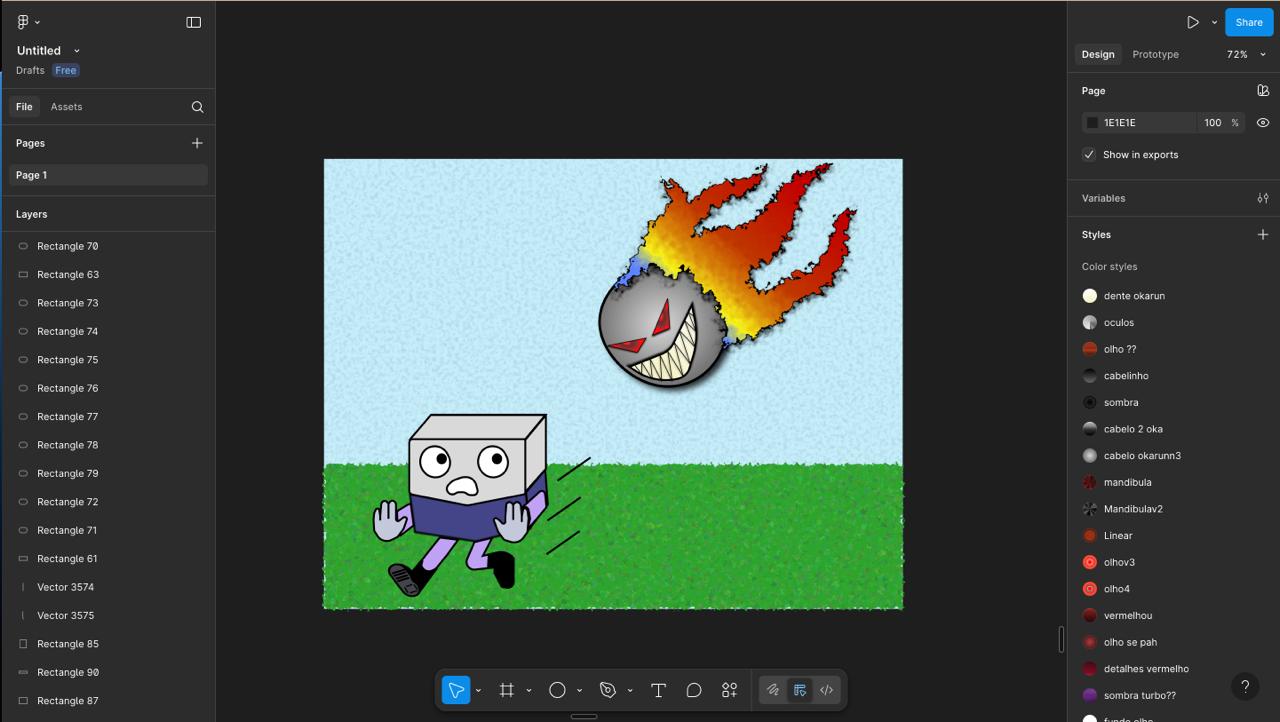 Untitled
Drafts Free
File Assets
Pages
Page 1
Layers
Rectangle 70
Rectangle 63
Rectangle 73
Rectangle 74
Rectangle 75
Rectangle 76
Rectangle 77
Rectangle 78
Rectangle 79
Rectangle 72
Rectangle 71
Rectangle 61
Vector 3574
Vector 3575
Rectangle 85
Rectangle 90
Rectangle 87
Share
Design Prototype 72%
Page
1E1E1E 100 %
Show in exports
Variables
Styles
Color styles
dente okarun
oculos
olho ??
cabelinho
sombra
cabelo 2 oka
cabelo okarunn3
mandibula
Mandibulav2
Linear
olhov3
olho4
vermelhou
olho se pah
detalhes vermelho
sombra turbo??
fundo olho
?